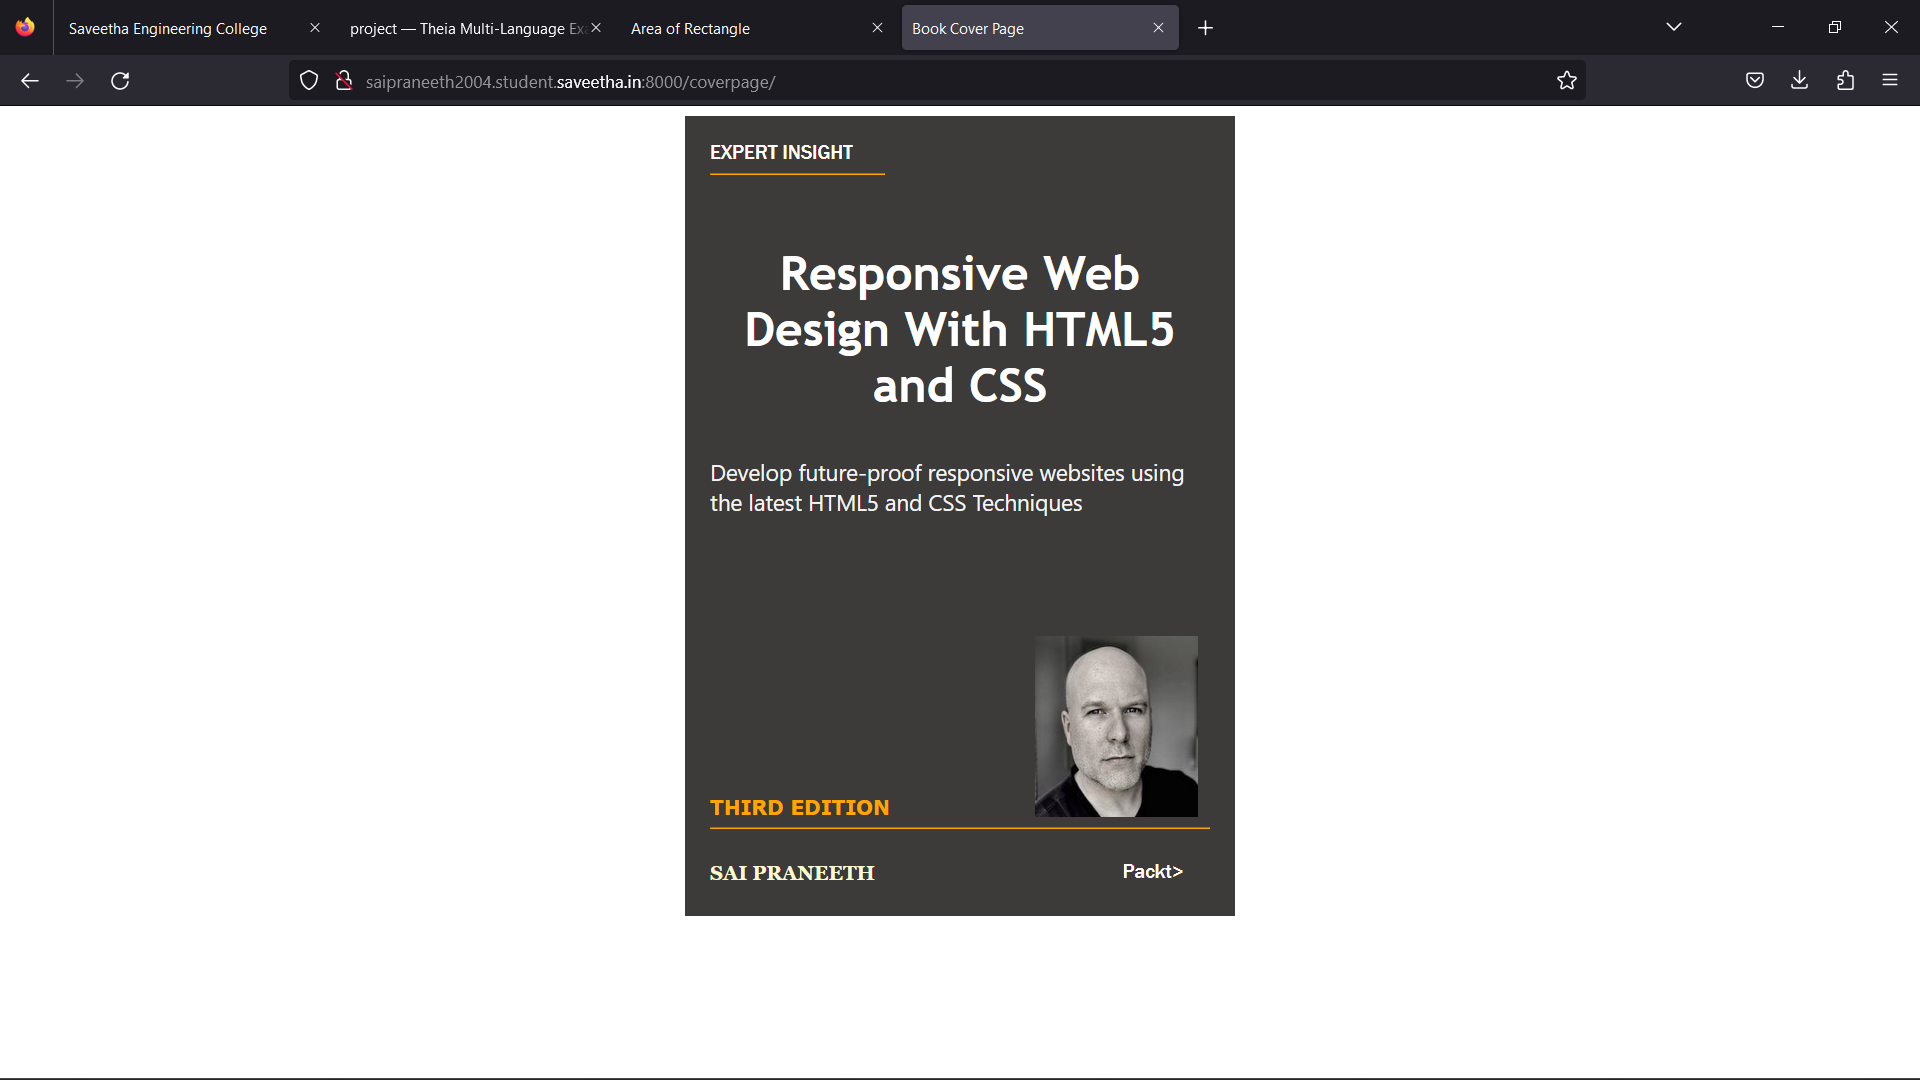 Saveetha Engineering College
project — Theia Multi-Language Ex
Area of Rectangle
Book Cover Page
saipraneeth2004.student.saveetha.in:8000/coverpage/
EXPERT INSIGHT
Responsive Web
Design With HTML5
and CSS
Develop future-proof responsive websites using
the latest HTML5 and CSS Techniques
THIRD EDITION
SAI PRANEETH
Packt>